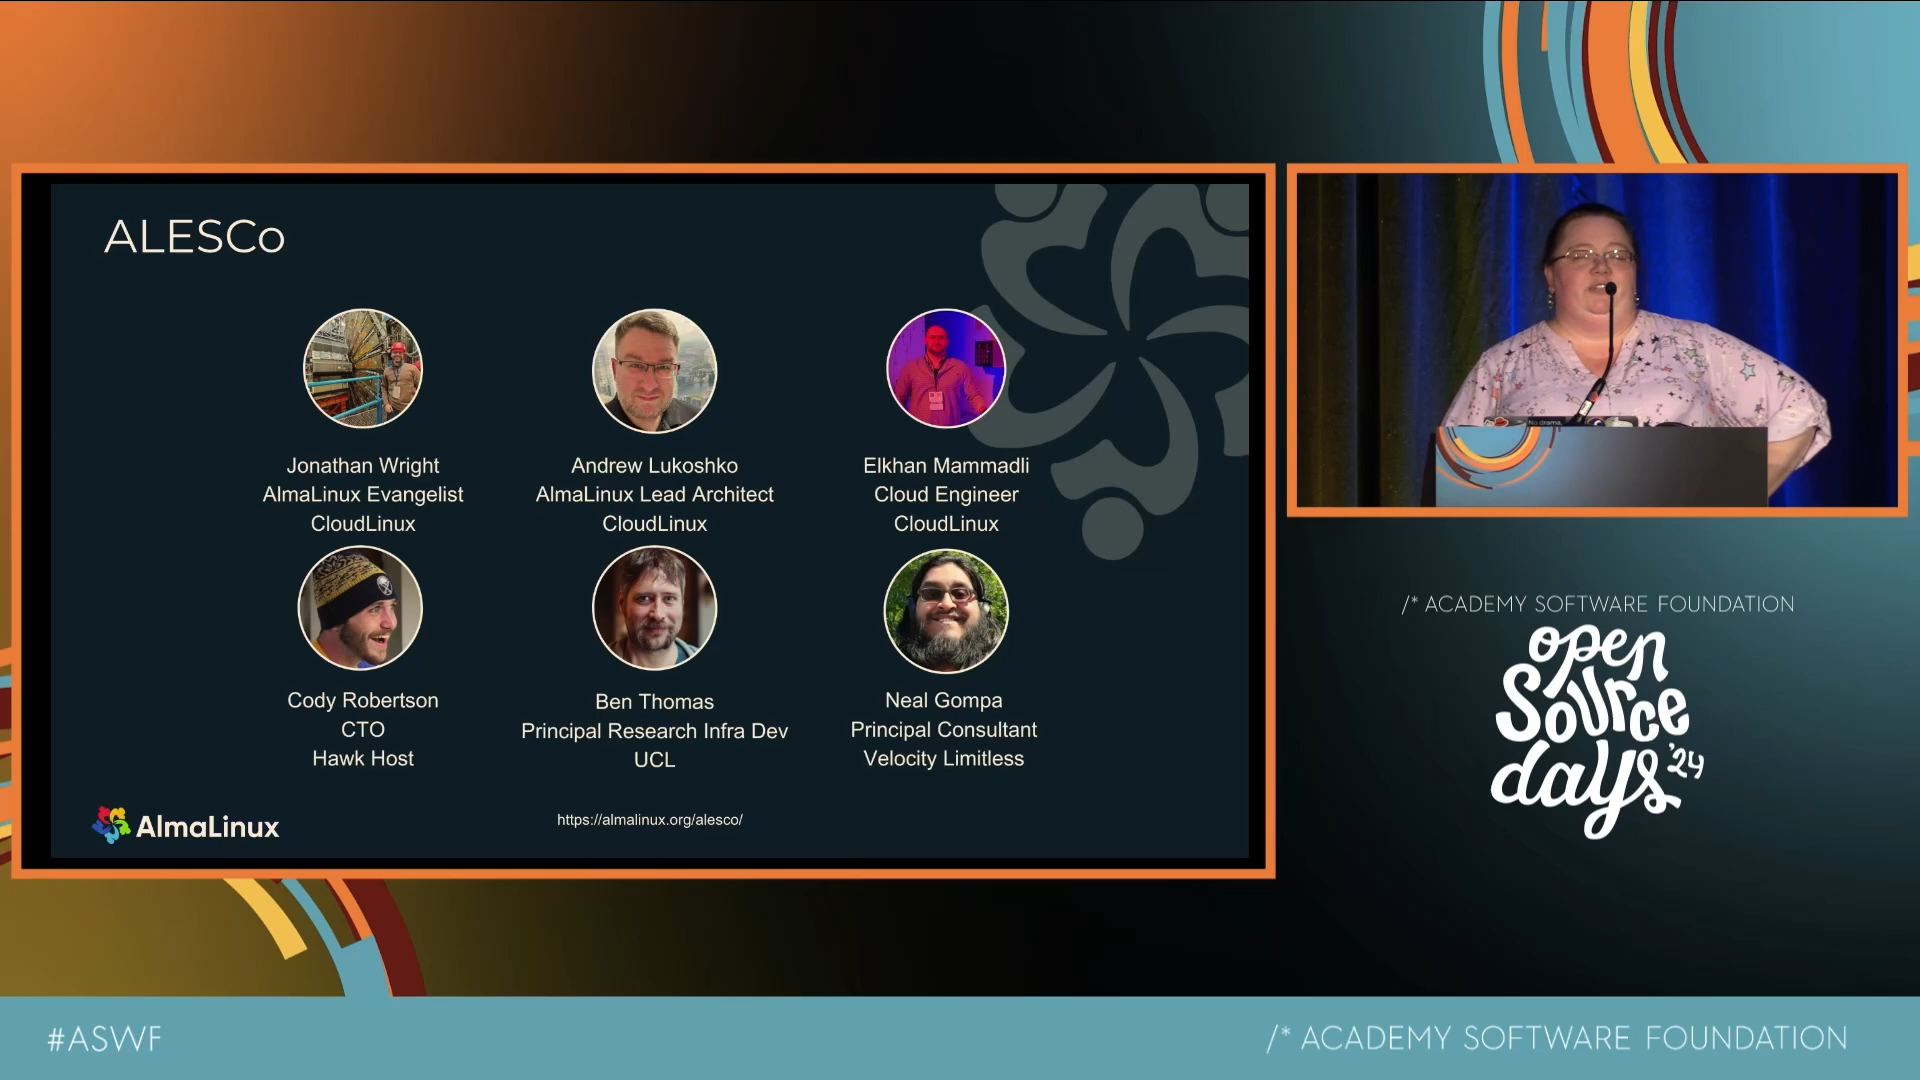 ALESCo
Jonathan Wright
AlmaLinux Evangelist
CloudLinux
Andrew Lukoshko
AlmaLinux Lead Architect
CloudLinux
Elkhan Mammadli
Cloud Engineer
CloudLinux
Cody Robertson
CTO
Hawk Host
Ben Thomas
Principal Research Infra Dev
UCL
Neal Gompa
Principal Consultant
Velocity Limitless
AlmaLinux
https://almalinux.org/alesco/
No drama.
/* ACADEMY SOFTWARE FOUNDATION
open
source
days '24
#ASWF
/* ACADEMY SOFTWARE FOUNDATION